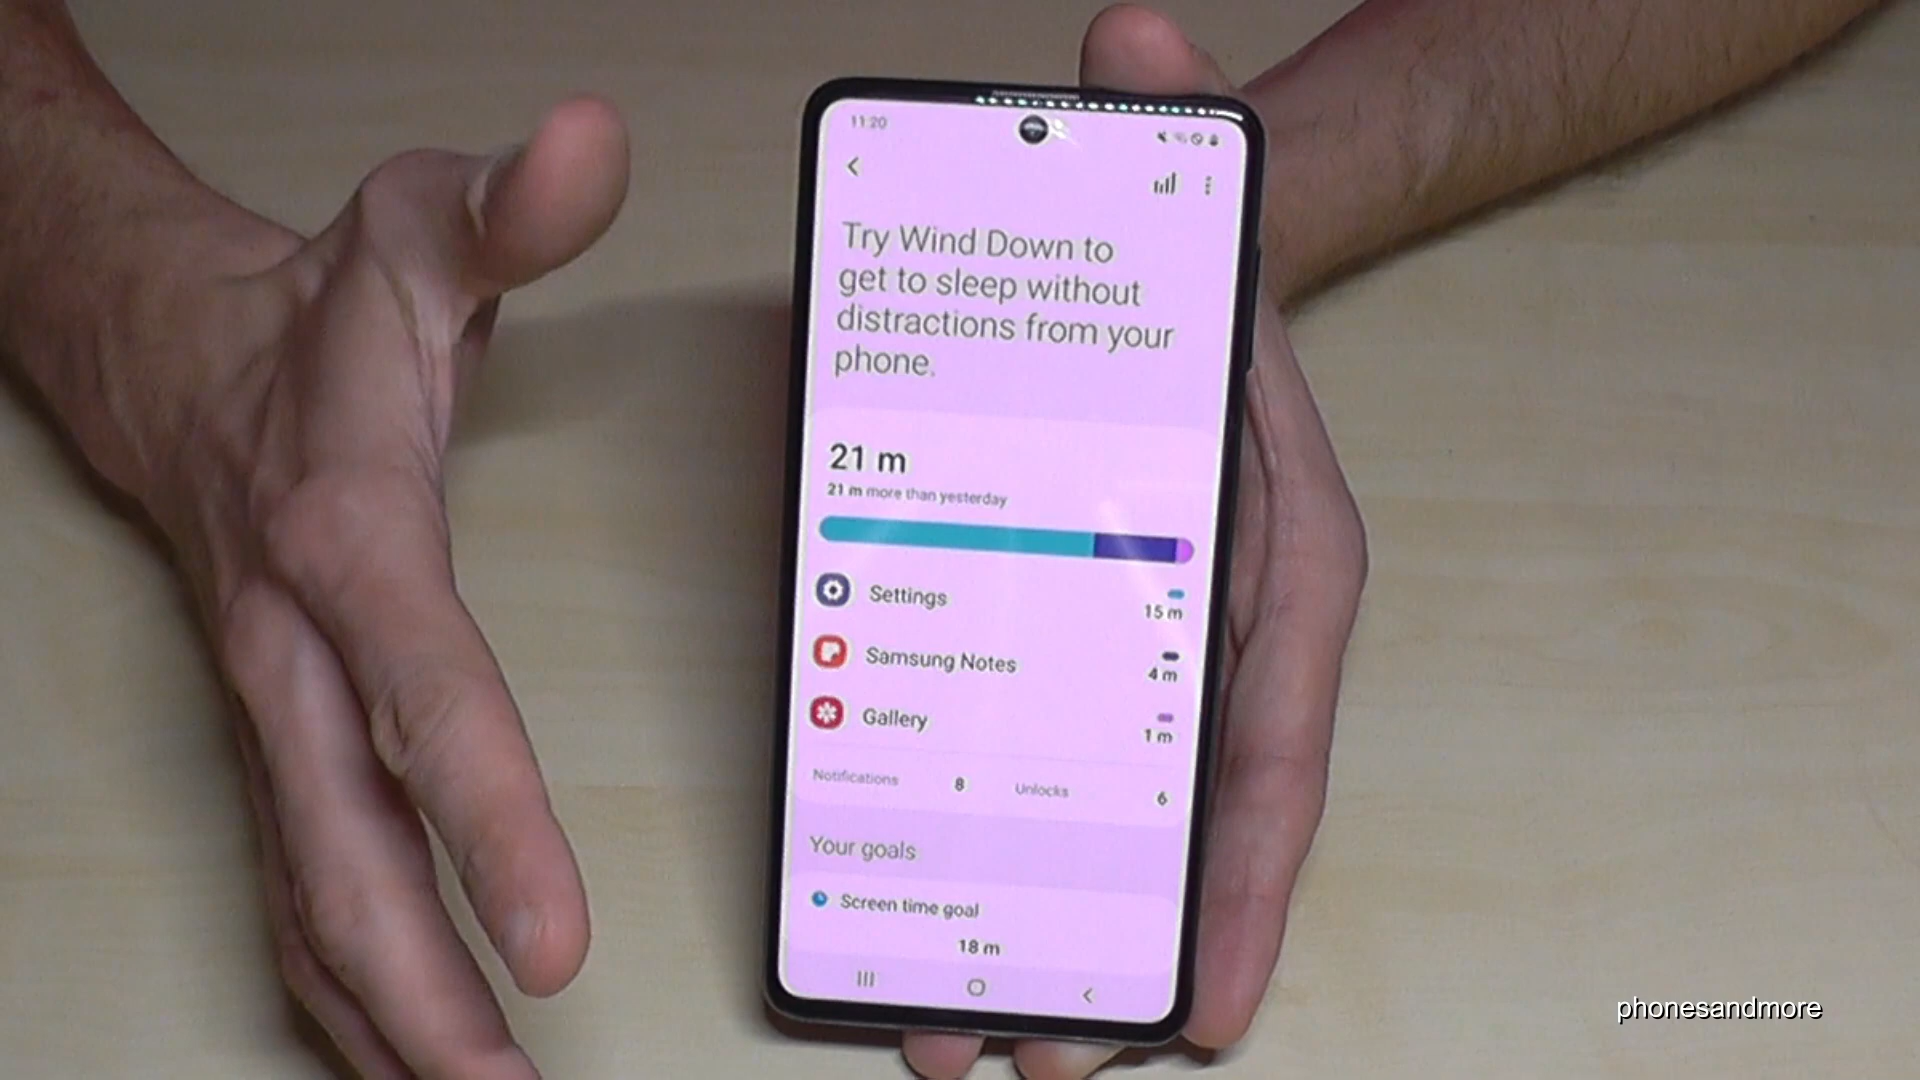 11:20
Try Wind Down to
get to sleep without
distractions from your
phone.
21 m
21 m more than yesterday
Settings
15 m
Samsung Notes
4 m
Gallery
1 m
Notifications 8 Unlocks 6
Your goals
Screen time goal
18 m
phonesandmore